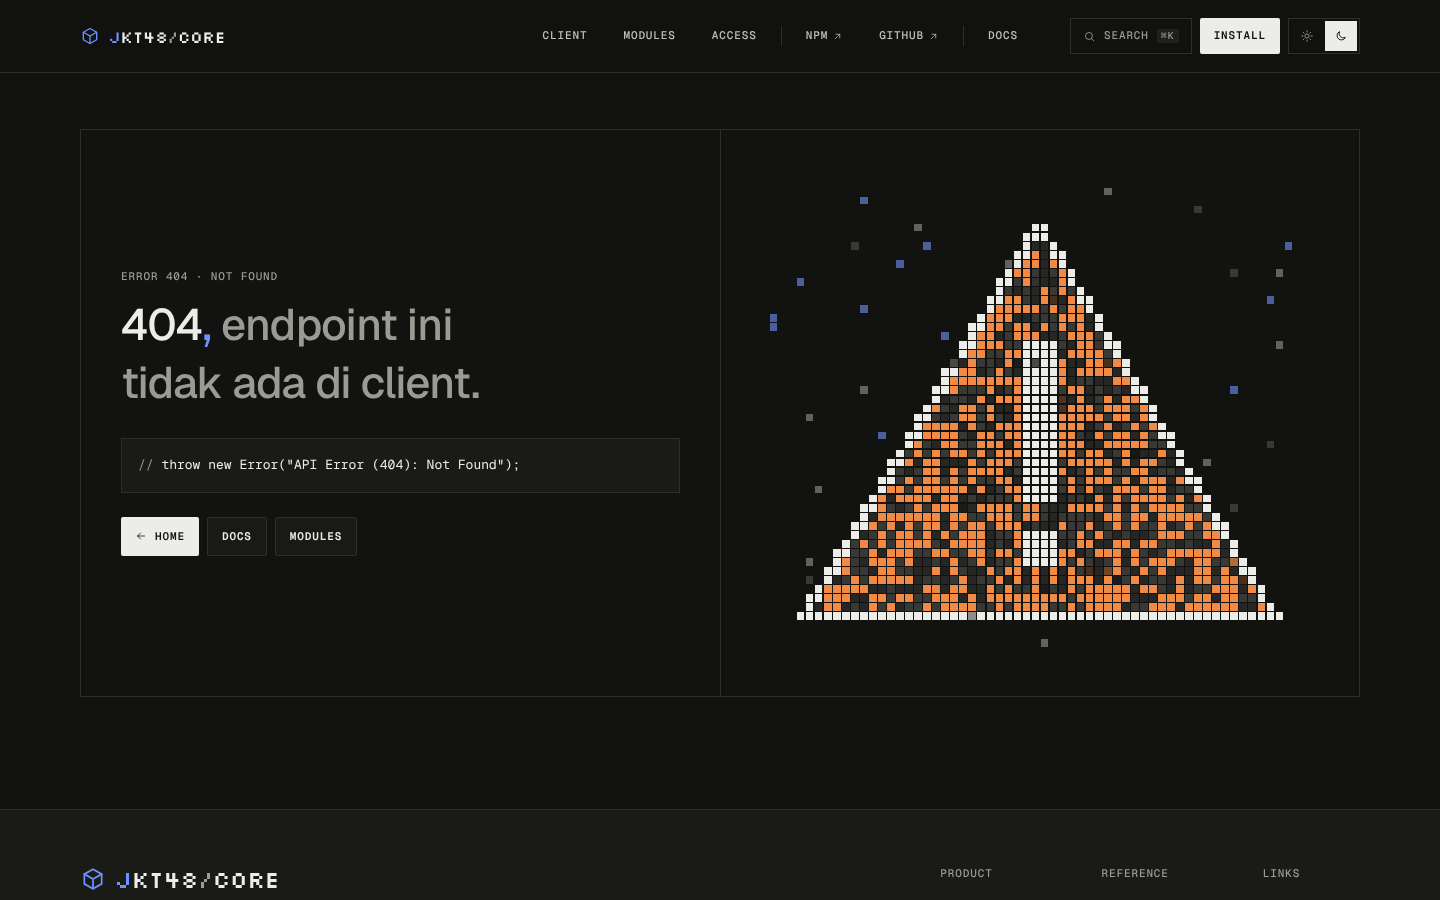 JKT48/CORE
CLIENT
MODULES
ACCESS
NPM
GITHUB
DOCS
SEARCH ⌘K
INSTALL
ERROR 404 · NOT FOUND
404, endpoint ini
tidak ada di client.
// throw new Error("API Error (404): Not Found");
← HOME
DOCS
MODULES
JKT48/CORE
PRODUCT
REFERENCE
LINKS